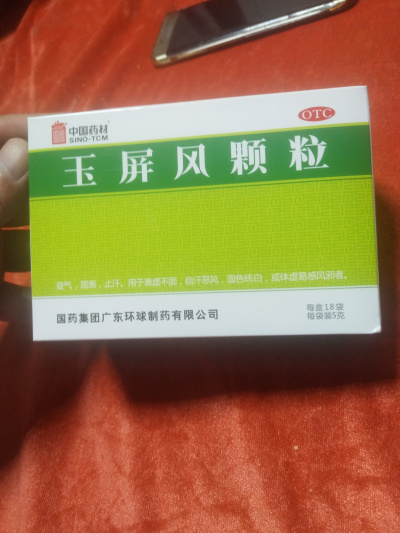 中国药材
SINO-TCM
OTC
玉屏风颗粒
益气，固表，止汗。用于表虚不固，自汗恶风，面色㿠白，或体虚易感风邪者。
国药集团广东环球制药有限公司
每盒18袋
每袋装5克